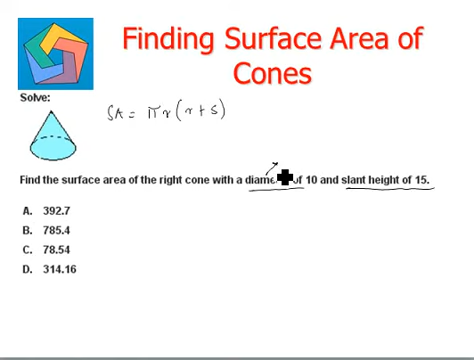 Finding Surface Area of
Cones
Solve:
SA = πr(r + s)
Find the surface area of the right cone with a diame of 10 and slant height of 15.
A. 392.7
B. 785.4
C. 78.54
D. 314.16